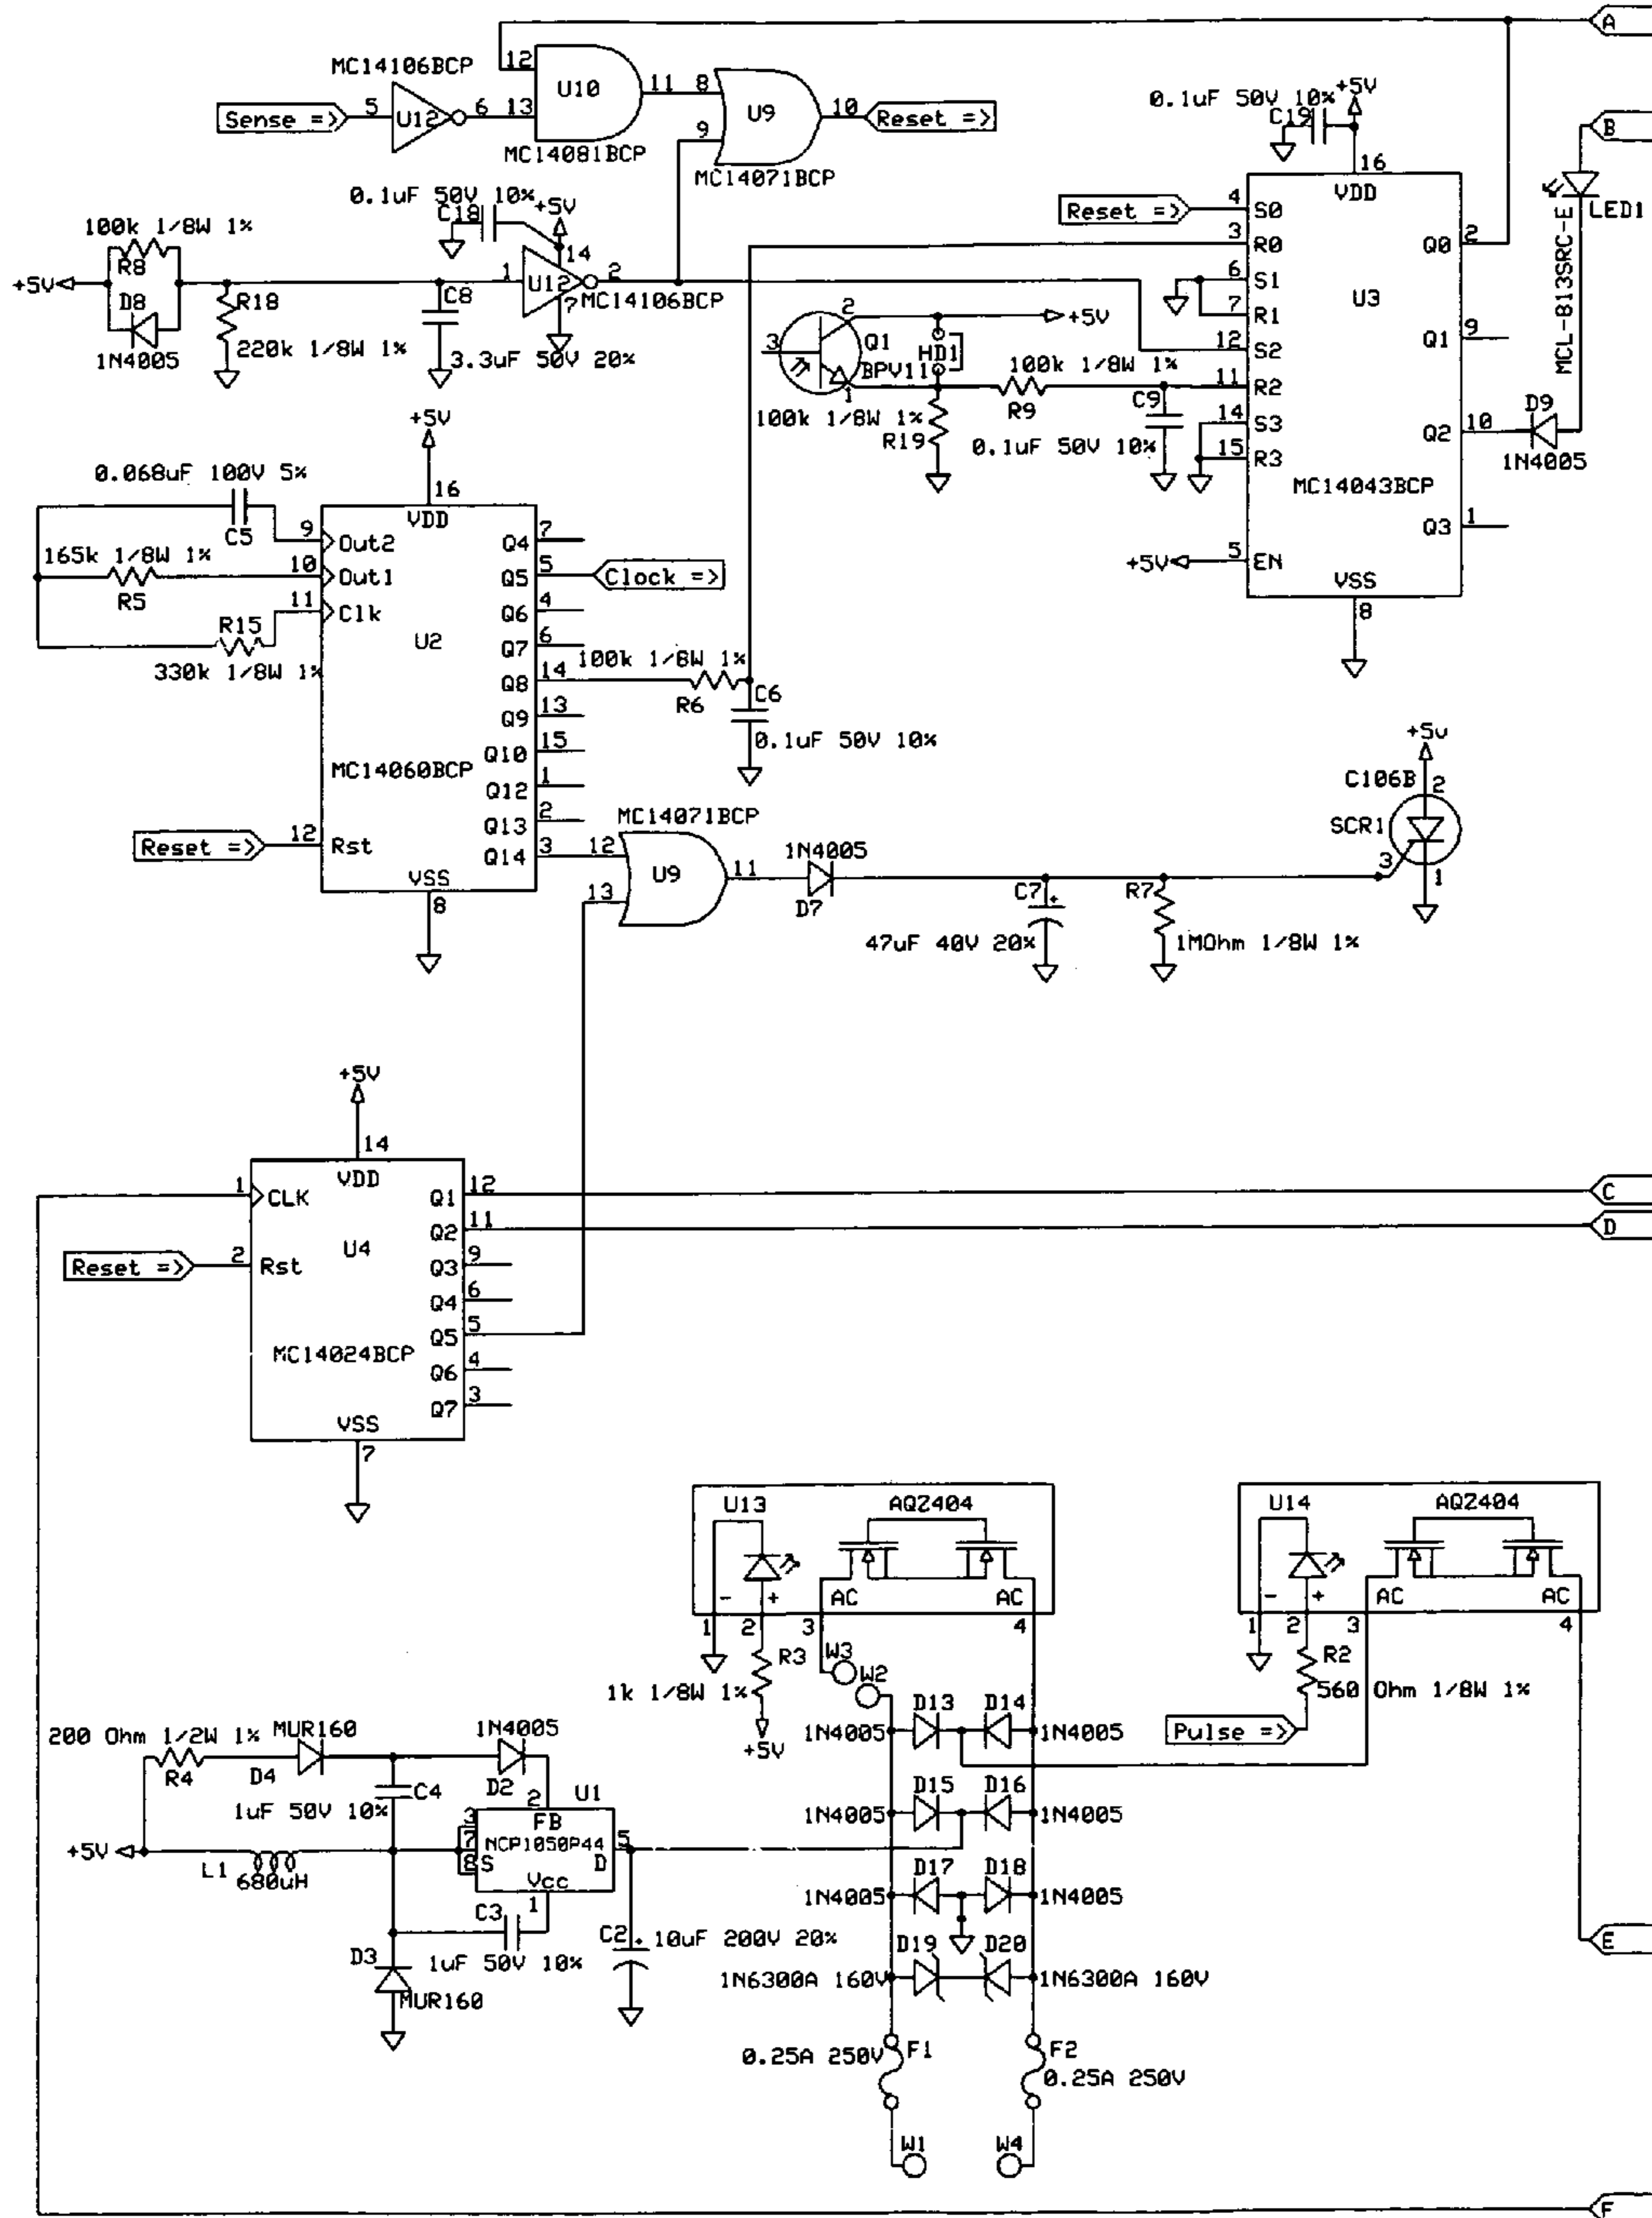 A
MC14106BCP
12
11
8
U10
Sense =>
5
6
13
U12
U9
10
Reset =>
9
MC14081BCP
MC14071BCP
0.1uF 50V 10%
+5V
C19
B
16
VDD
LED1
MCL-813SRC-E
0.1uF 50V 10%
C18
+5V
14
100k 1/8W 1%
R8
+5V
D8
1N4005
R18
220k 1/8W 1%
C8
3.3uF 50V 20%
1
U12
2
7
MC14106BCP
Reset =>
4
S0
3
R0
Q0
2
6
S1
7
R1
U3
Q1
9
12
S2
11
R2
14
S3
15
R3
Q2
10
D9
1N4005
MC14043BCP
Q3
1
+5V
5
EN
VSS
8
2
3
Q1
BPV11
1
HD1
+5V
100k 1/8W 1%
R9
100k 1/8W 1%
R19
C9
0.1uF 50V 10%
+5V
0.068uF 100V 5%
C5
16
VDD
9
Out2
165k 1/8W 1%
R5
10
Out1
11
Clk
R15
330k 1/8W 1%
U2
Q4
7
Q5
5
Clock =>
Q6
4
Q7
6
Q8
14
100k 1/8W 1%
R6
C6
0.1uF 50V 10%
Q9
13
Q10
15
MC14060BCP
Q12
1
Q13
2
Q14
3
Reset =>
12
Rst
VSS
8
MC14071BCP
12
13
U9
11
1N4005
D7
C7
+
47uF 40V 20%
R7
1MOhm 1/8W 1%
+5v
C106B
2
SCR1
3
1
+5V
14
VDD
1
CLK
Q1
12
C
Q2
11
D
U4
Reset =>
2
Rst
Q3
9
Q4
6
Q5
5
MC14024BCP
Q6
4
Q7
3
VSS
7
U13
AQZ404
-
+
AC
AC
1
2
3
4
R3
1k 1/8W 1%
+5V
W3
W2
U14
AQZ404
-
+
AC
AC
1
2
3
4
R2
560 Ohm 1/8W 1%
Pulse =>
D13
D14
1N4005
1N4005
D15
D16
1N4005
1N4005
D17
D18
1N4005
1N4005
D19
D20
1N6300A 160V
1N6300A 160V
200 Ohm 1/2W 1%
R4
MUR160
D4
1N4005
D2
1uF 50V 10%
C4
2
U1
FB
3
7
8
NCP1050P44
5
S
D
Vcc
1
+5V
L1
680uH
C3
1uF 50V 10%
D3
MUR160
C2
+
10uF 200V 20%
E
0.25A 250V
F1
F2
0.25A 250V
W1
W4
F